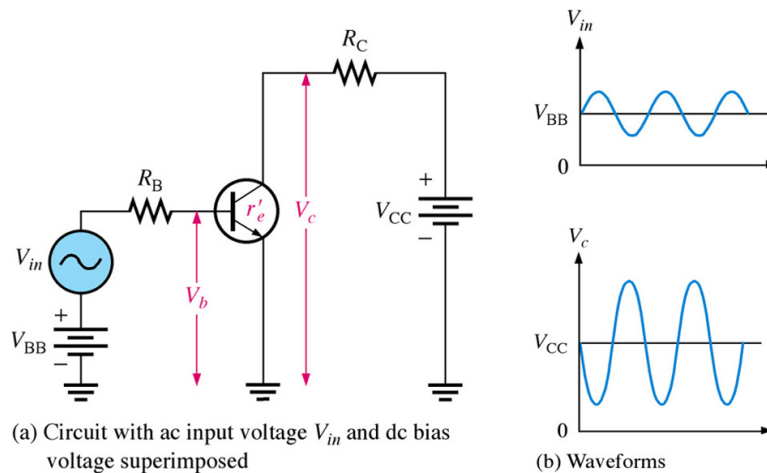 R_C
R_B
r'_e
V_c
+
V_CC
−
V_in
V_b
+
V_BB
−
(a) Circuit with ac input voltage V_in and dc bias
voltage superimposed
V_in
V_BB
0
V_c
V_CC
0
(b) Waveforms